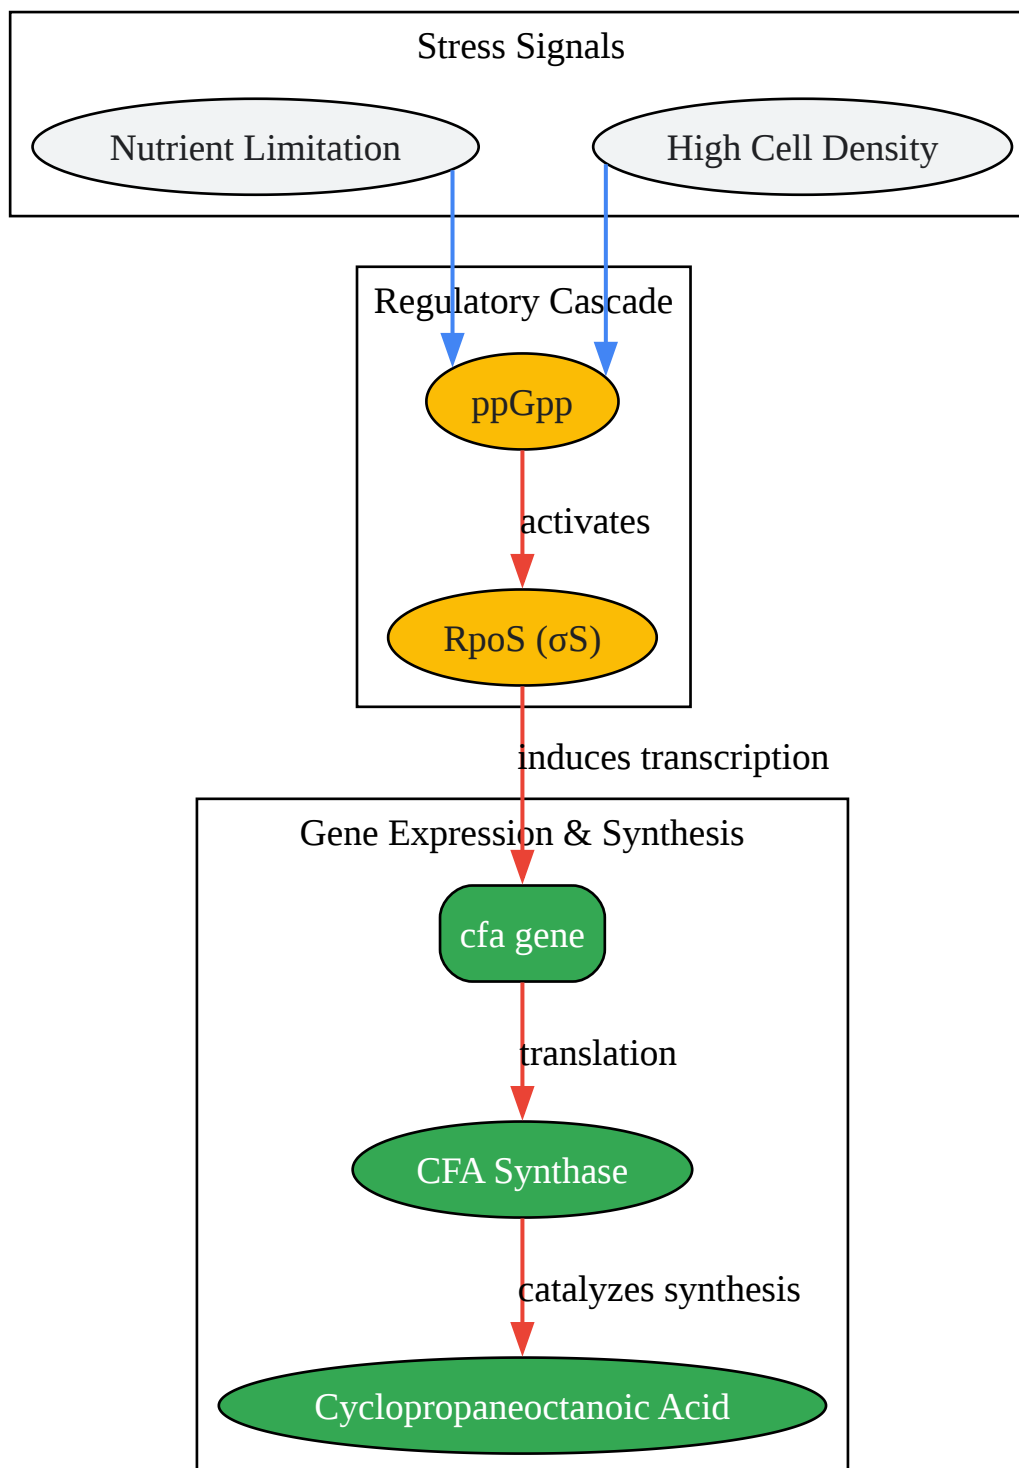 Stress Signals
Nutrient Limitation
High Cell Density
Regulatory Cascade
ppGpp
activates
RpoS (σS)
induces transcription
Gene Expression & Synthesis
cfa gene
translation
CFA Synthase
catalyzes synthesis
Cyclopropaneoctanoic Acid